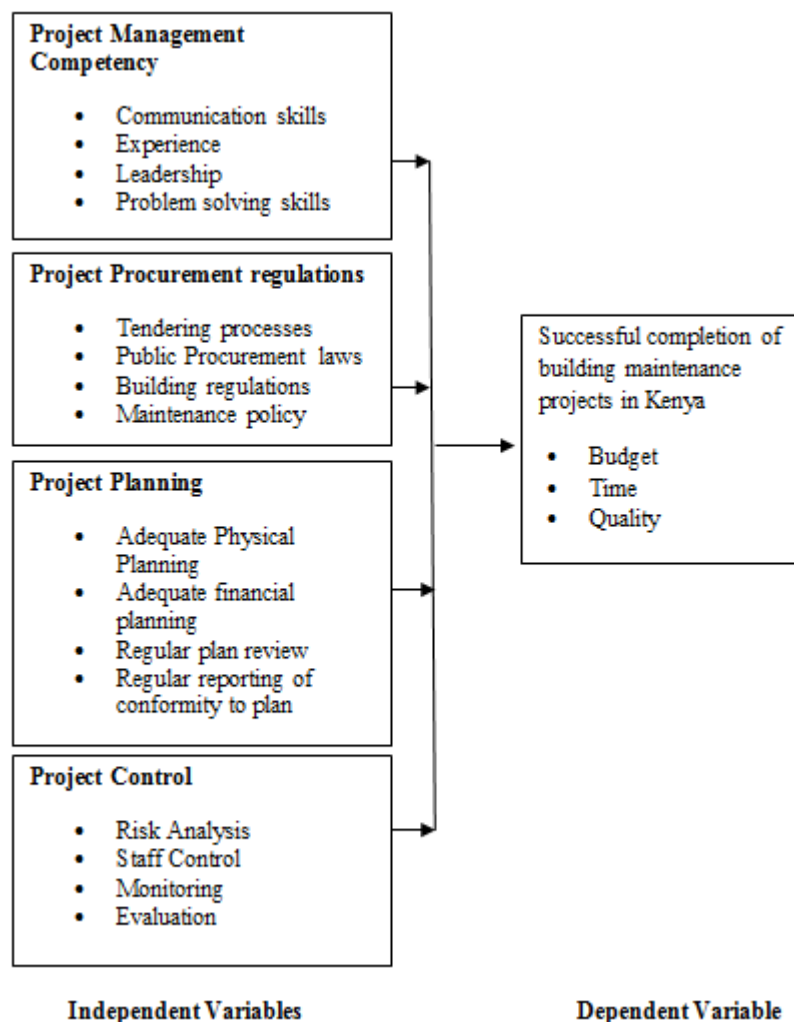 Project Management
Competency
• Communication skills
• Experience
• Leadership
• Problem solving skills
Project Procurement regulations
• Tendering processes
• Public Procurement laws
• Building regulations
• Maintenance policy
Project Planning
• Adequate Physical
Planning
• Adequate financial
planning
• Regular plan review
• Regular reporting of
conformity to plan
Project Control
• Risk Analysis
• Staff Control
• Monitoring
• Evaluation
Successful completion of
building maintenance
projects in Kenya
• Budget
• Time
• Quality
Independent Variables
Dependent Variable